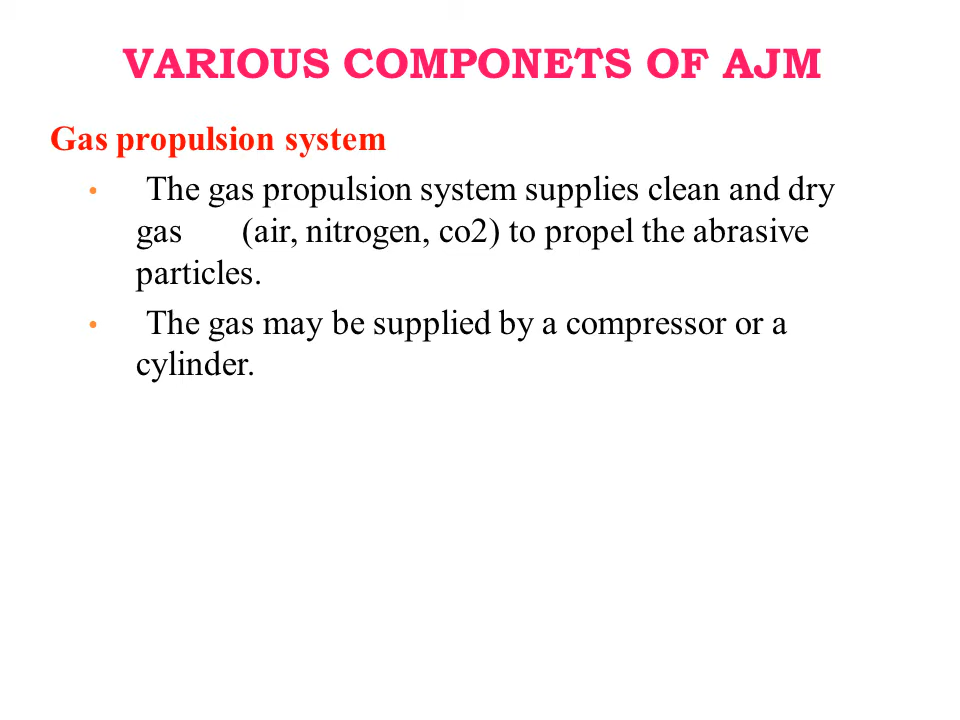 VARIOUS COMPONETS OF AJM
Gas propulsion system
• The gas propulsion system supplies clean and dry
gas (air, nitrogen, co2) to propel the abrasive
particles.
• The gas may be supplied by a compressor or a
cylinder.